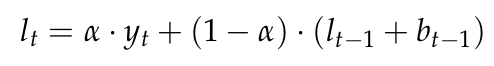 l_t = α · y_t + (1 − α) · (l_{t−1} + b_{t−1})